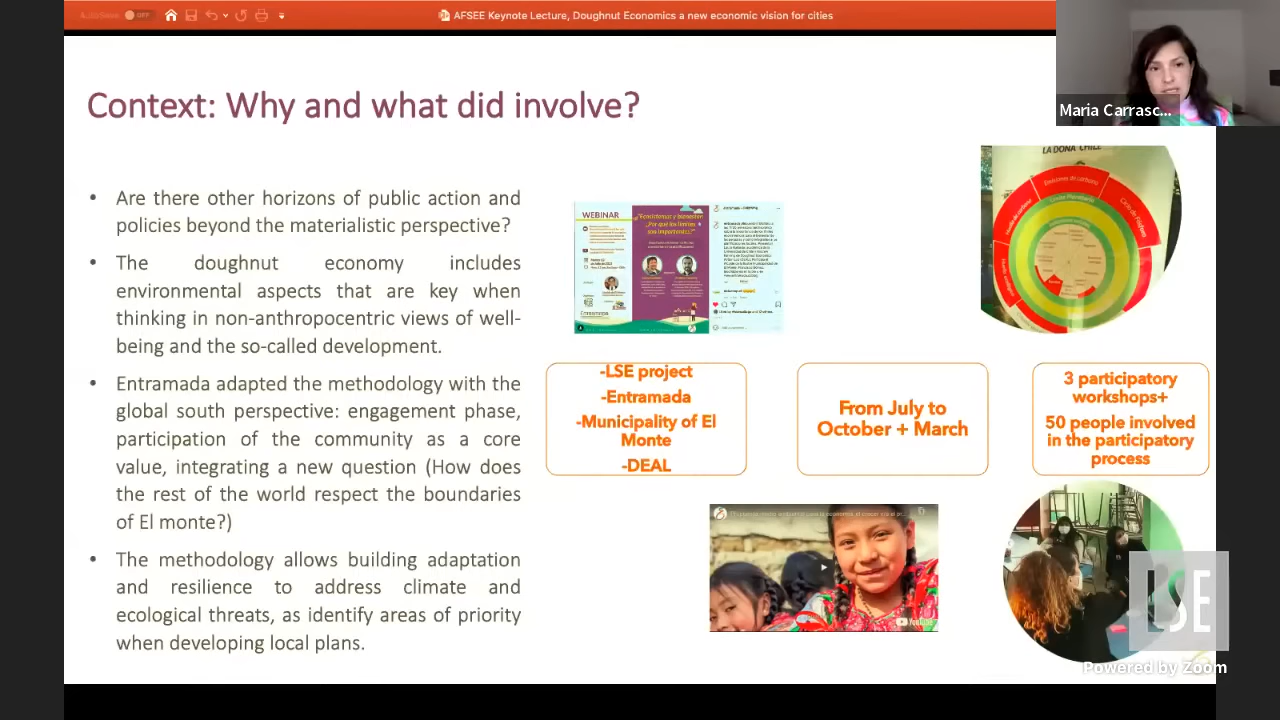 AutoSave OFF
AFSEE Keynote Lecture, Doughnut Economics a new economic vision for cities
Maria Carrasc...
Context: Why and what did involve?
• Are there other horizons of public action and
policies beyond the materialistic perspective?
• The doughnut economy includes
environmental aspects that are key when
thinking in non-anthropocentric views of well-
being and the so-called development.
• Entramada adapted the methodology with the
global south perspective: engagement phase,
participation of the community as a core
value, integrating a new question (How does
the rest of the world respect the boundaries
of El monte?)
• The methodology allows building adaptation
and resilience to address climate and
ecological threats, as identify areas of priority
when developing local plans.
WEBINAR
LA DONA CHILE
Emisiones de carbono
-LSE project
-Entramada
-Municipality of El
Monte
-DEAL
From July to
October + March
3 participatory
workshops+
50 people involved
in the participatory
process
YouTube
LSE
Powered by Zoom